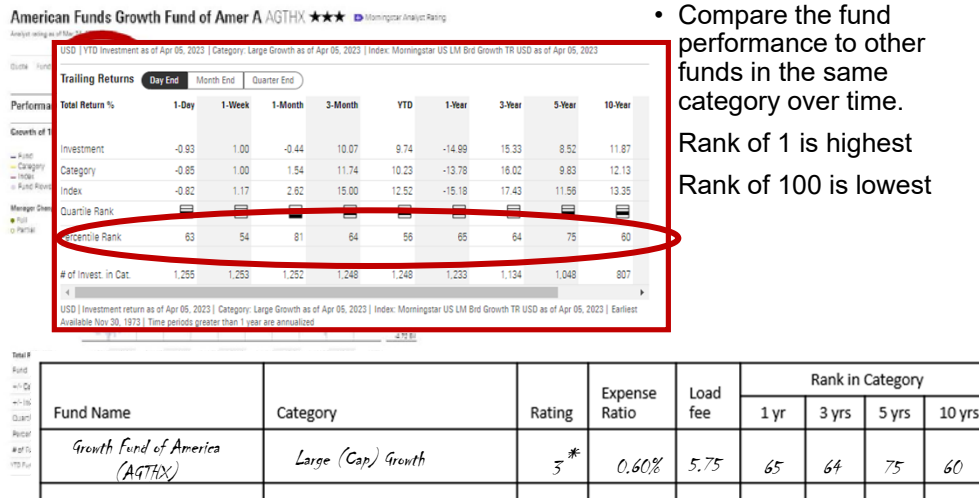 American Funds Growth Fund of Amer A AGTHX ★★★ Morningstar Analyst Rating
USD | YTD Investment as of Apr 05, 2023 | Category: Large Growth as of Apr 05, 2023 | Index: Morningstar US LM Brd Growth TR USD as of Apr 05, 2023
Trailing Returns Day End Month End Quarter End
Total Return % 1-Day 1-Week 1-Month 3-Month YTD 1-Year 3-Year 5-Year 10-Year
Investment -0.93 1.00 -0.44 10.07 9.74 -14.99 15.33 8.52 11.87
Category -0.85 1.00 1.54 11.74 10.23 -13.78 16.02 9.83 12.13
Index -0.82 1.17 2.62 15.00 12.52 -15.18 17.43 11.56 13.35
Quartile Rank
Percentile Rank 63 54 81 64 56 65 64 75 60
# of Invest. in Cat. 1,255 1,253 1,252 1,248 1,248 1,233 1,134 1,048 807
USD | Investment return as of Apr 05, 2023 | Category: Large Growth as of Apr 05, 2023 | Index: Morningstar US LM Brd Growth TR USD as of Apr 05, 2023 | Earliest
Available Nov 30, 1973 | Time periods greater than 1 year are annualized
• Compare the fund
performance to other
funds in the same
category over time.
Rank of 1 is highest
Rank of 100 is lowest
Fund Name Category Rating Expense Ratio Load fee Rank in Category
1 yr 3 yrs 5 yrs 10 yrs
Growth Fund of America
(AGTHX) Large (Cap) Growth 3* 0.60% 5.75 65 64 75 60